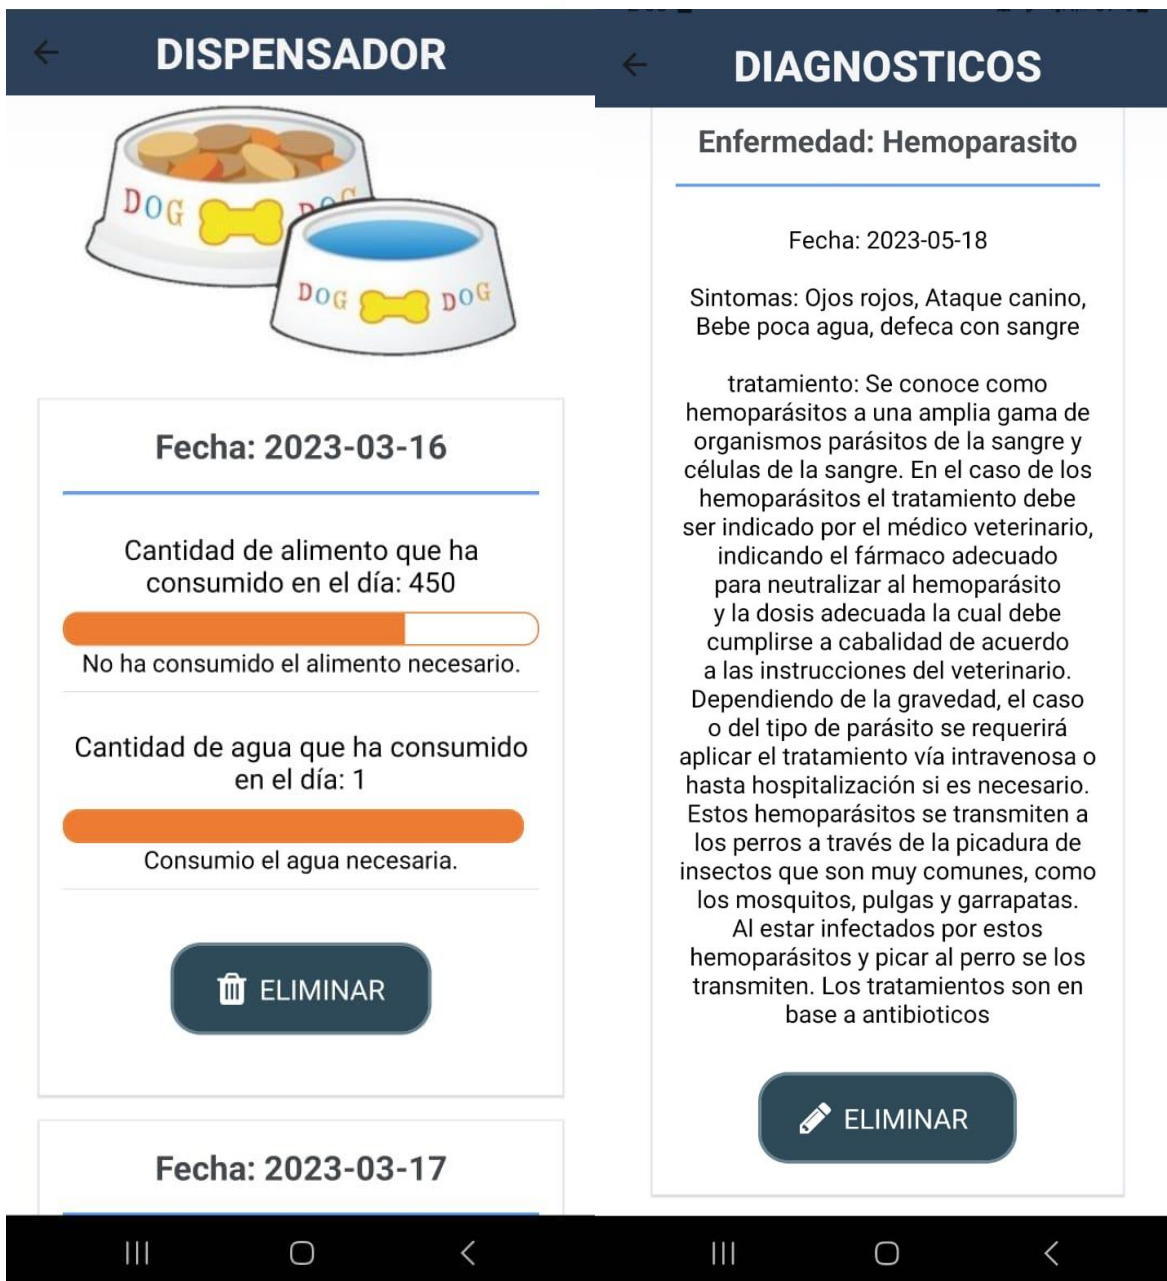 DISPENSADOR
DOG
DOG
DOG
DOG
Fecha: 2023-03-16
Cantidad de alimento que ha
consumido en el día: 450
No ha consumido el alimento necesario.
Cantidad de agua que ha consumido
en el día: 1
Consumio el agua necesaria.
ELIMINAR
Fecha: 2023-03-17
DIAGNOSTICOS
Enfermedad: Hemoparasito
Fecha: 2023-05-18
Sintomas: Ojos rojos, Ataque canino,
Bebe poca agua, defeca con sangre
tratamiento: Se conoce como
hemoparásitos a una amplia gama de
organismos parásitos de la sangre y
células de la sangre. En el caso de los
hemoparásitos el tratamiento debe
ser indicado por el médico veterinario,
indicando el fármaco adecuado
para neutralizar al hemoparásito
y la dosis adecuada la cual debe
cumplirse a cabalidad de acuerdo
a las instrucciones del veterinario.
Dependiendo de la gravedad, el caso
o del tipo de parásito se requerirá
aplicar el tratamiento vía intravenosa o
hasta hospitalización si es necesario.
Estos hemoparásitos se transmiten a
los perros a través de la picadura de
insectos que son muy comunes, como
los mosquitos, pulgas y garrapatas.
Al estar infectados por estos
hemoparásitos y picar al perro se los
transmiten. Los tratamientos son en
base a antibioticos
ELIMINAR